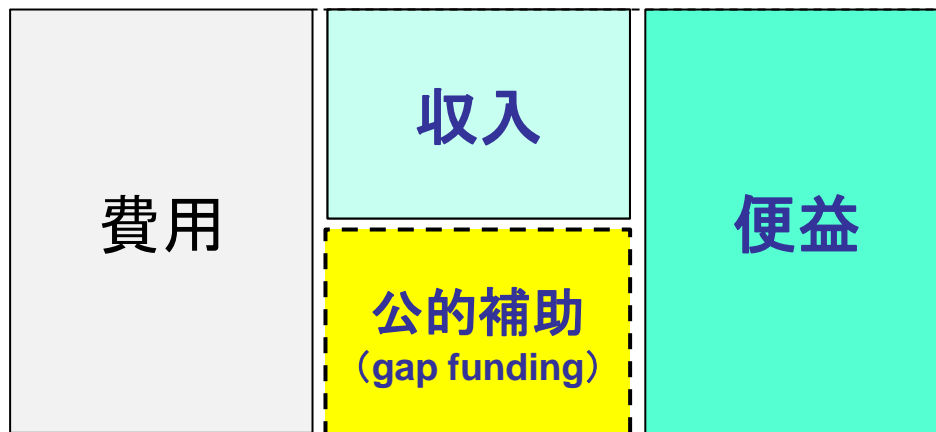 費用
収入
公的補助
（gap funding）
便益